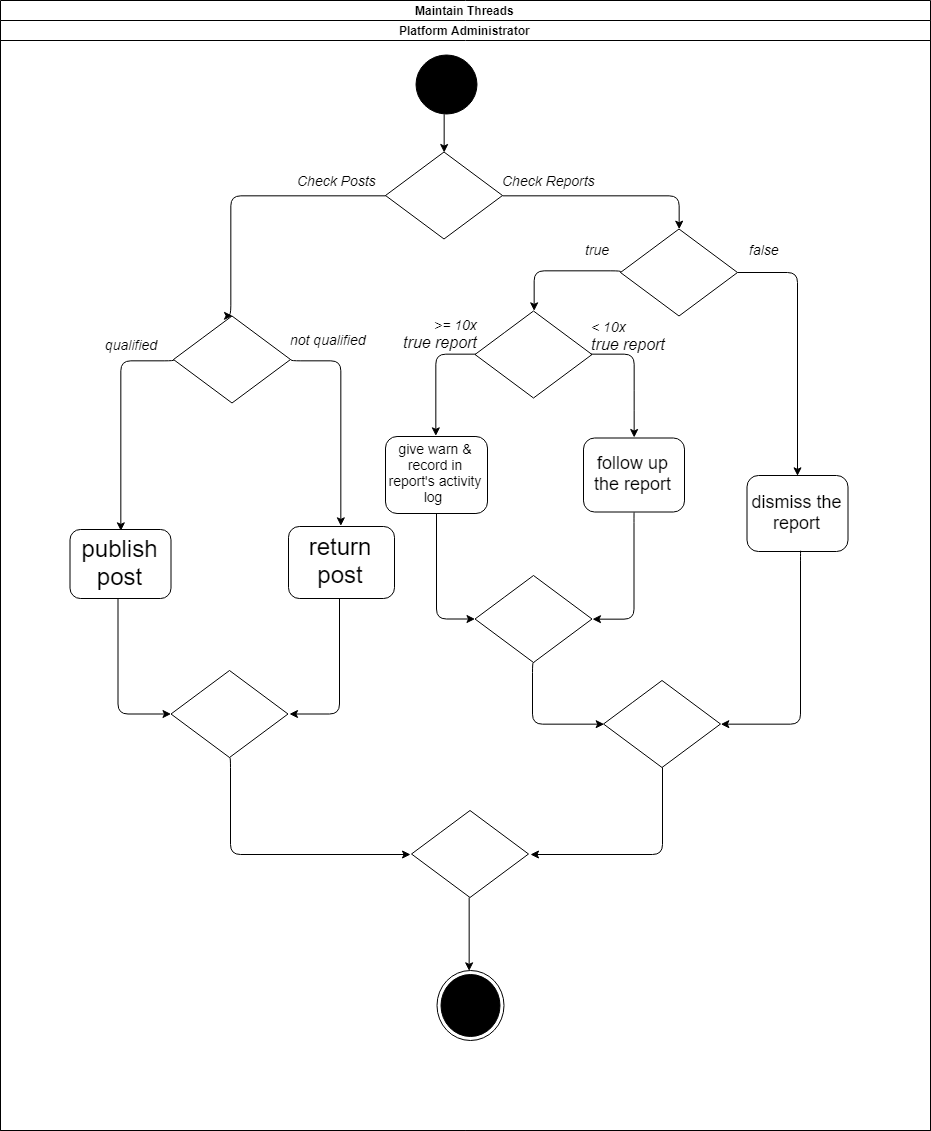 Maintain Threads
Platform Administrator
Check Posts
Check Reports
true
false
>= 10x
true report
< 10x
true report
qualified
not qualified
give warn &
record in
report's activity
log
follow up
the report
dismiss the
report
publish
post
return
post